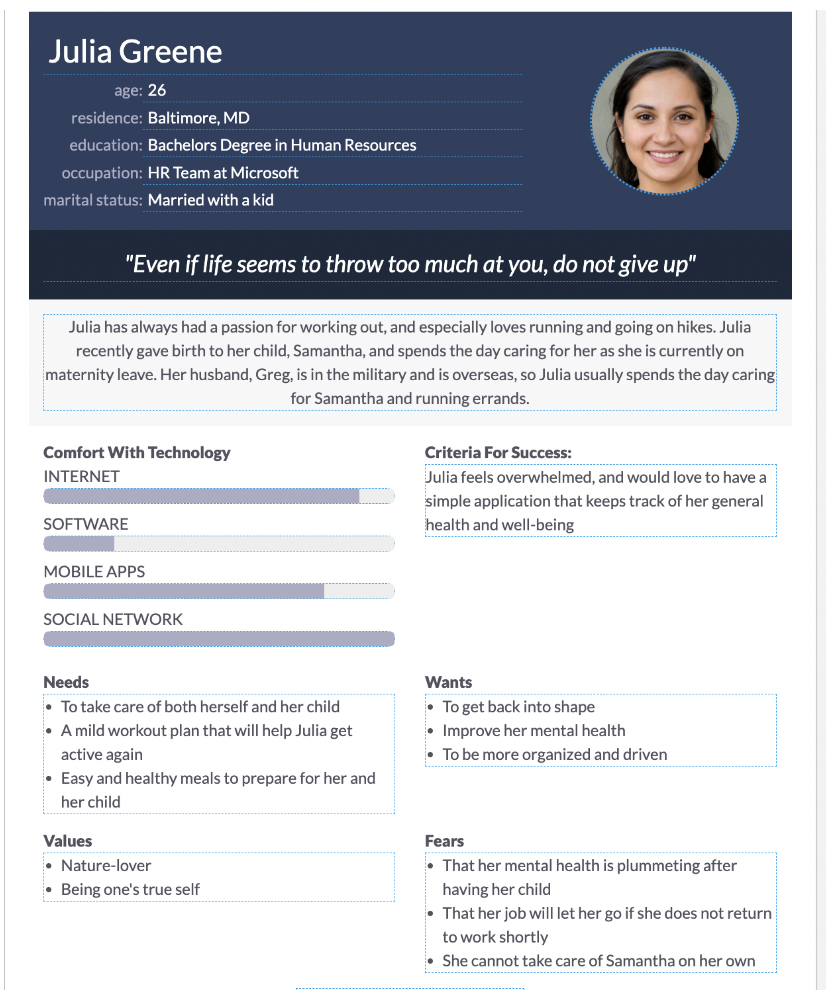 Julia Greene
age: 26
residence: Baltimore, MD
education: Bachelors Degree in Human Resources
occupation: HR Team at Microsoft
marital status: Married with a kid
"Even if life seems to throw too much at you, do not give up"
Julia has always had a passion for working out, and especially loves running and going on hikes. Julia
recently gave birth to her child, Samantha, and spends the day caring for her as she is currently on
maternity leave. Her husband, Greg, is in the military and is overseas, so Julia usually spends the day caring
for Samantha and running errands.
Comfort With Technology
INTERNET
SOFTWARE
MOBILE APPS
SOCIAL NETWORK
Criteria For Success:
Julia feels overwhelmed, and would love to have a
simple application that keeps track of her general
health and well-being
Needs
• To take care of both herself and her child
• A mild workout plan that will help Julia get
active again
• Easy and healthy meals to prepare for her and
her child
Wants
• To get back into shape
• Improve her mental health
• To be more organized and driven
Values
• Nature-lover
• Being one's true self
Fears
• That her mental health is plummeting after
having her child
• That her job will let her go if she does not return
to work shortly
• She cannot take care of Samantha on her own